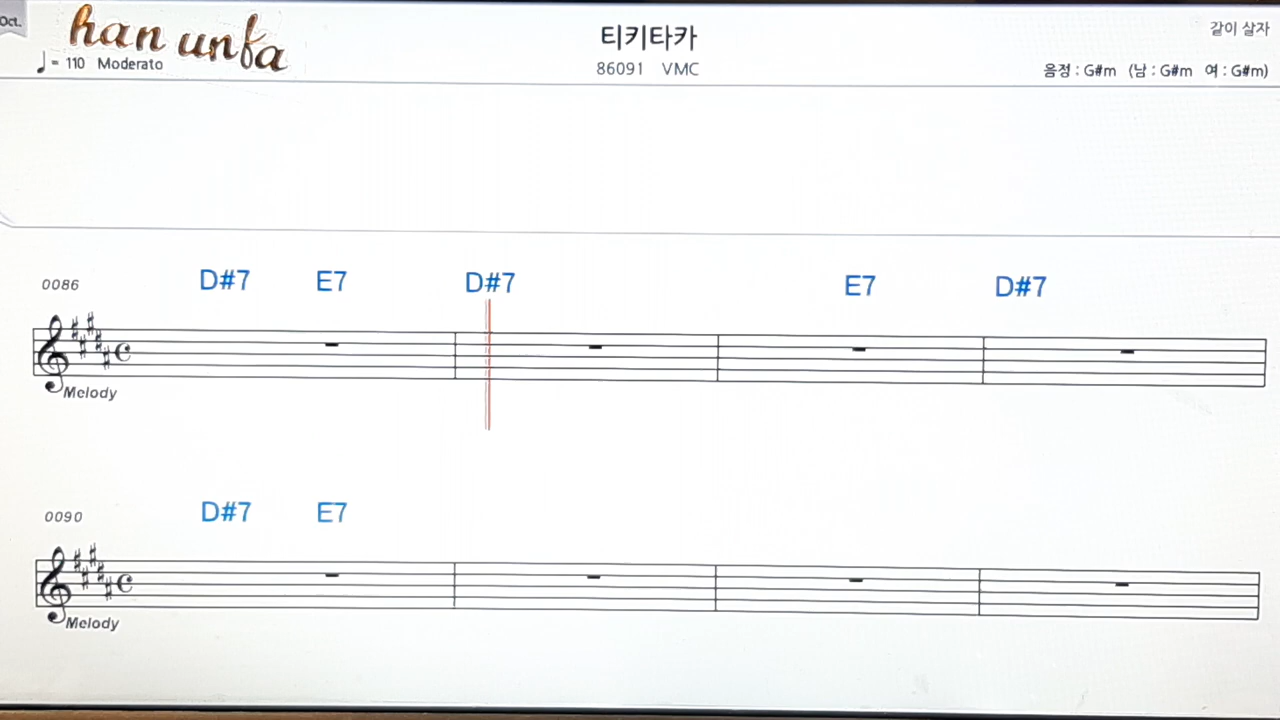 Oct.
han unfa
♩= 110 Moderato
티키타카
86091 VMC
같이 살자
음정 : G#m (남 : G#m 여 : G#m)
0086
D#7 E7 D#7 E7 D#7
Melody
0090
D#7 E7
Melody